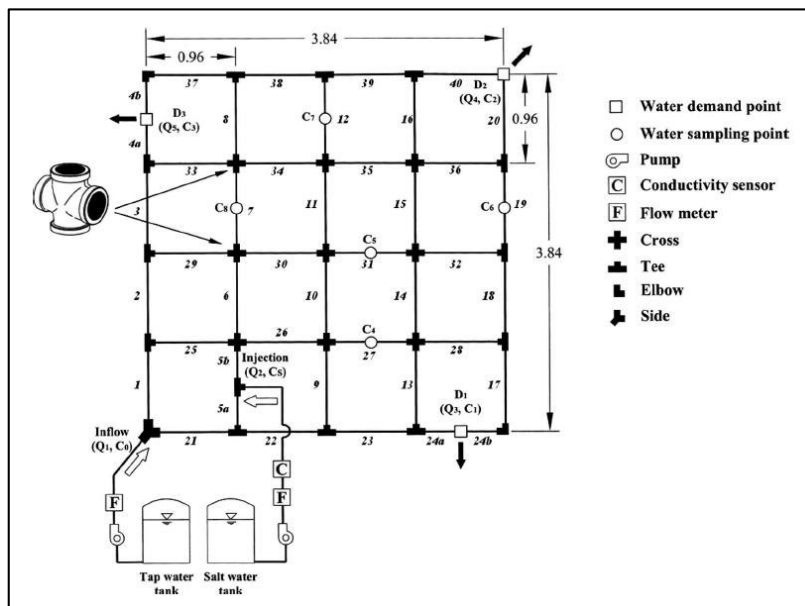 3.84
0.96
37
38
39
40
D2
(Q4, C2)
4b
D3
(Q5, C3)
4a
8
C7
12
16
20
0.96
33
34
35
36
3
C8
7
11
15
C6
19
3.84
29
30
C5
31
32
2
6
10
14
18
25
26
C4
27
28
5b
Injection
(Q2, CS)
1
5a
9
13
D1
(Q3, C1)
17
Inflow
(Q1, C0)
21
22
23
24a
24b
C
F
F
Tap water
tank
Salt water
tank
Water demand point
Water sampling point
Pump
C
Conductivity sensor
F
Flow meter
Cross
Tee
Elbow
Side